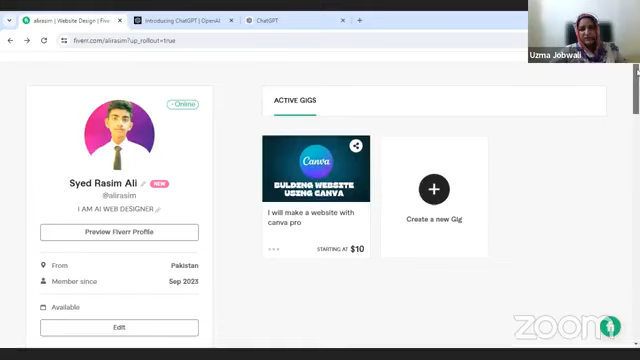 alirasim | Website Design | Fiverr
Introducing ChatGPT | OpenAI
ChatGPT
fiverr.com/alirasim?up_rollout=true
Uzma Jobwali
Online
Syed Rasim Ali
NEW
@alirasim
I AM AI WEB DESIGNER
Preview Fiverr Profile
From
Pakistan
Member since
Sep 2023
Available
Edit
ACTIVE GIGS
Canva
BULDING WEBSITE
USING CANVA
I will make a website with
canva pro
STARTING AT $10
Create a new Gig
zoom